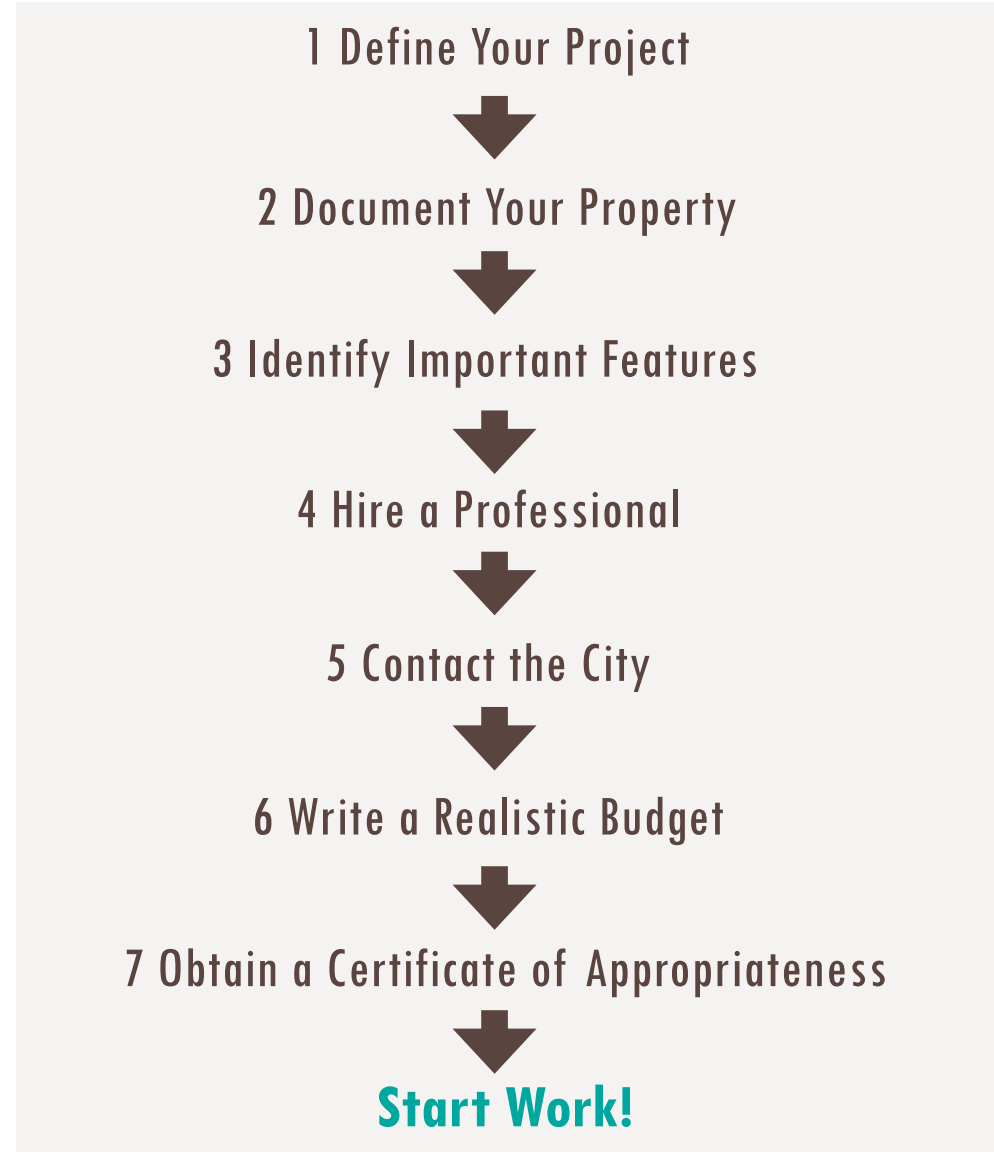 1 Define Your Project
2 Document Your Property
3 Identify Important Features
4 Hire a Professional
5 Contact the City
6 Write a Realistic Budget
7 Obtain a Certificate of Appropriateness
Start Work!